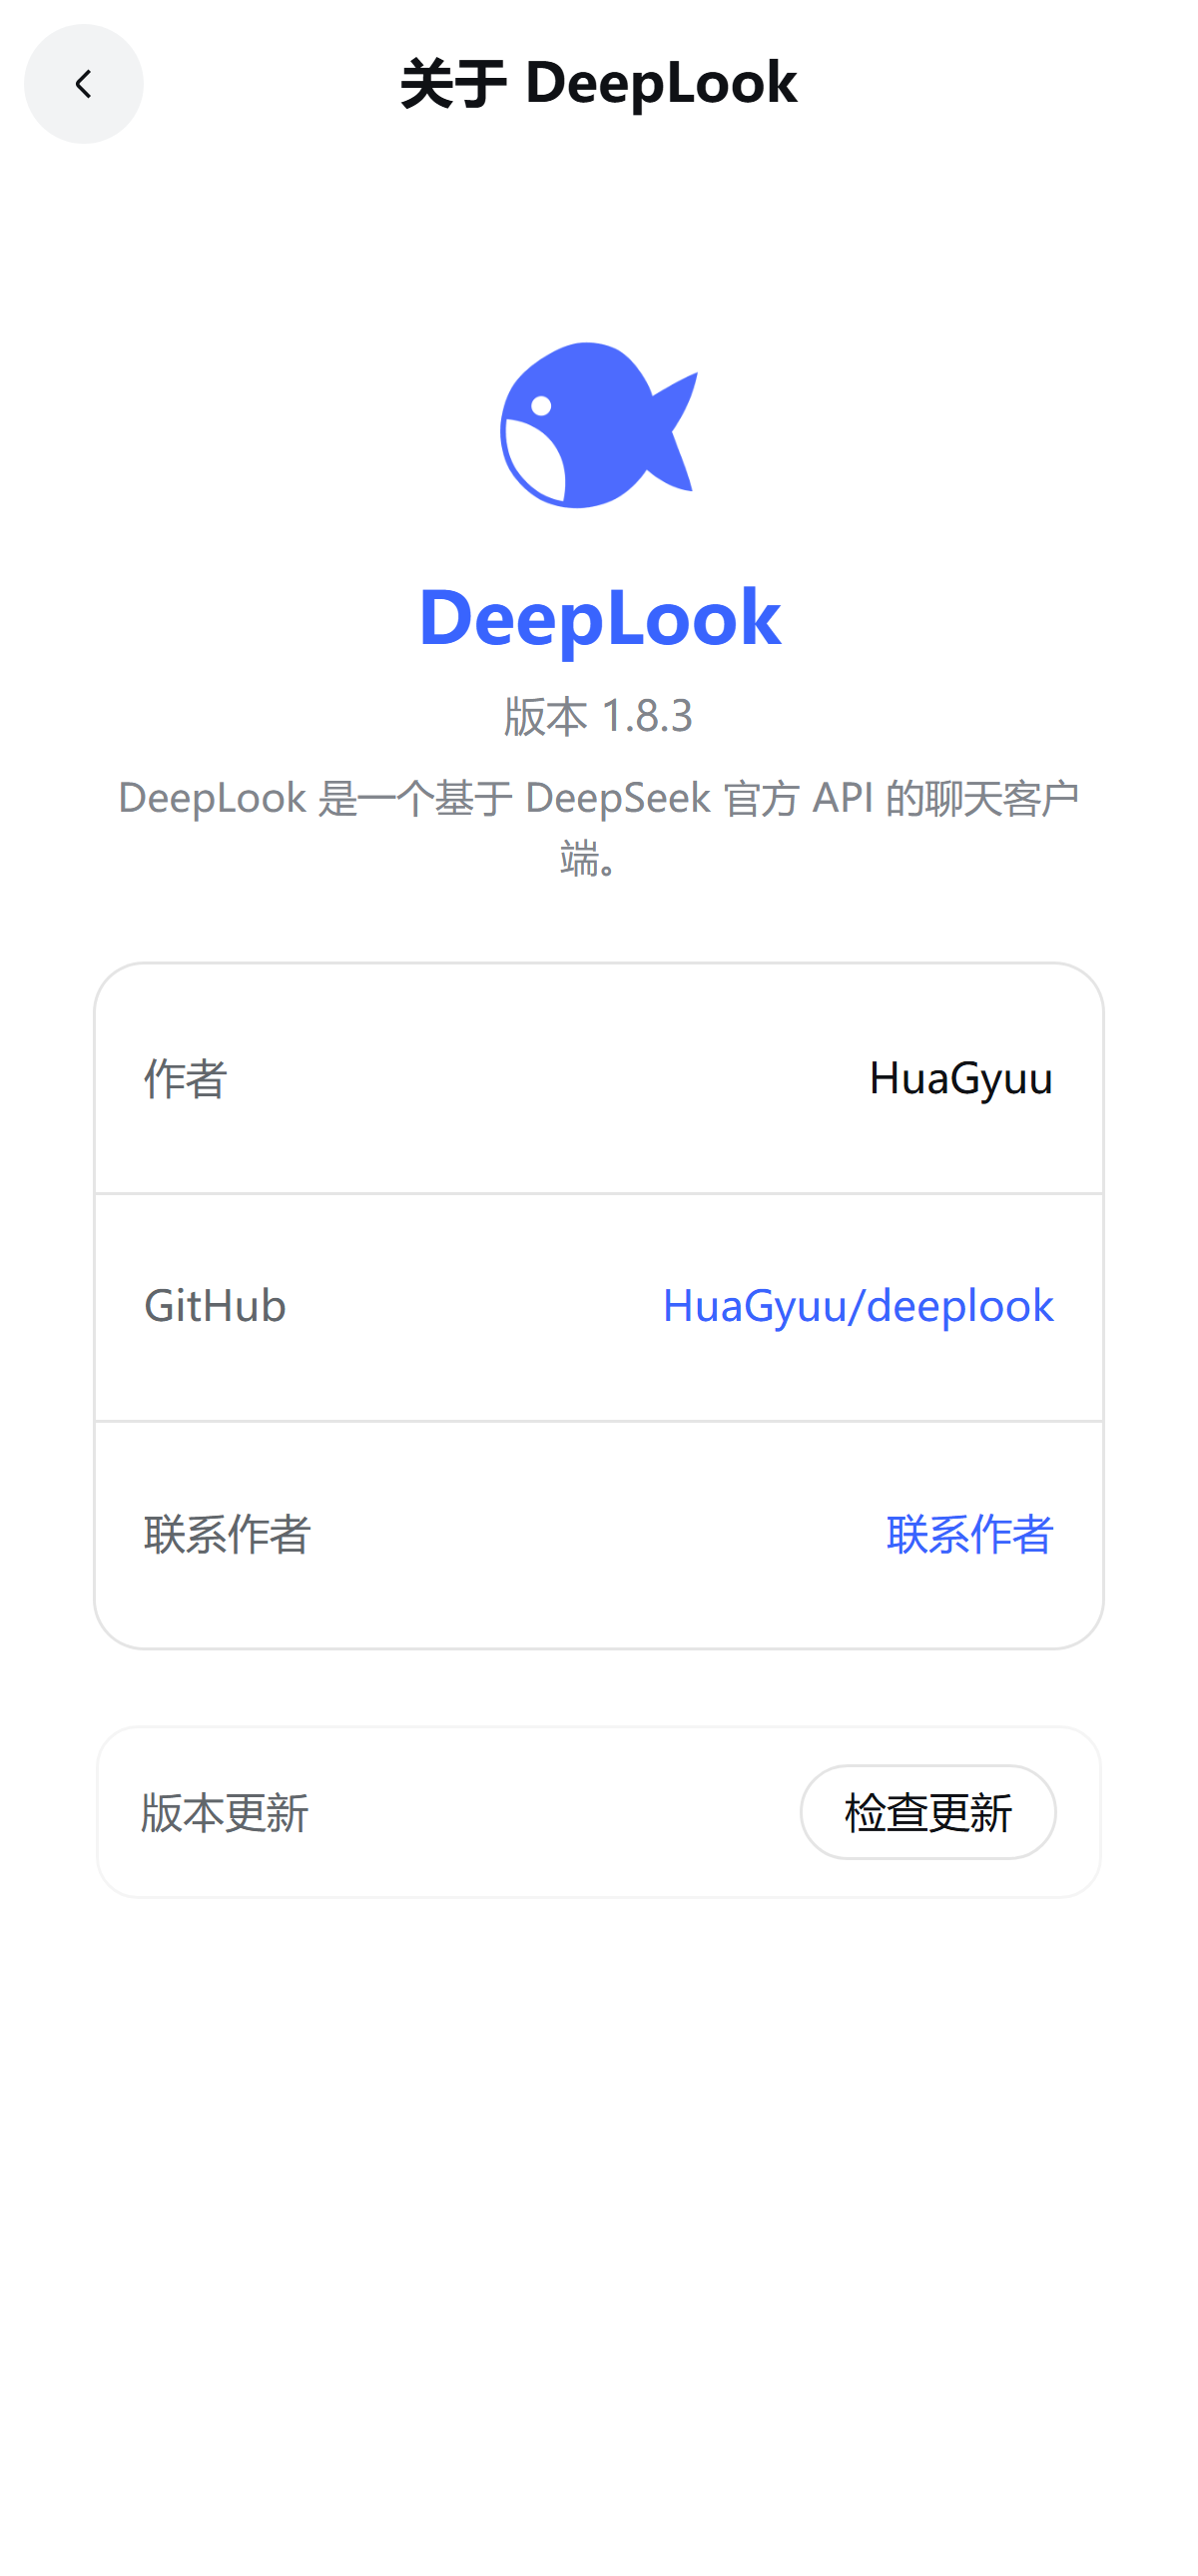 关于 DeepLook
DeepLook
版本 1.8.3
DeepLook 是一个基于 DeepSeek 官方 API 的聊天客户
端。
作者 HuaGyuu
GitHub HuaGyuu/deeplook
联系作者 联系作者
版本更新 检查更新